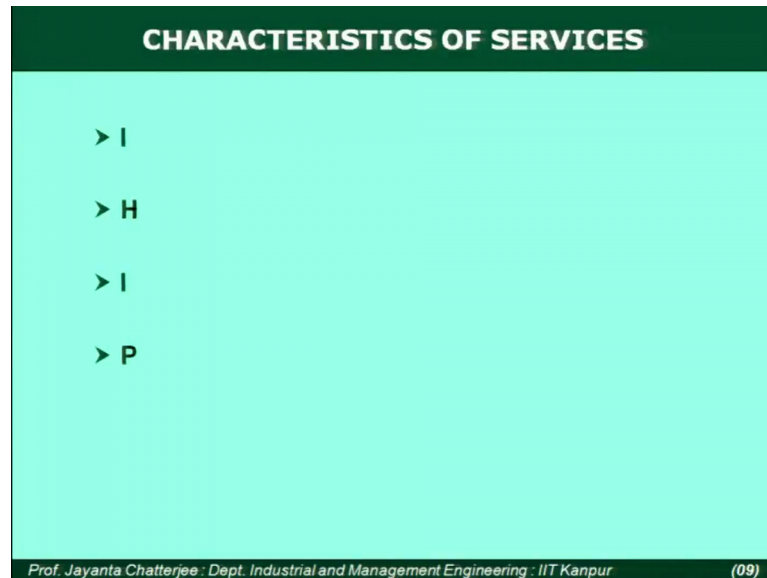 CHARACTERISTICS OF SERVICES
➤ I
➤ H
➤ I
➤ P
Prof. Jayanta Chatterjee : Dept. Industrial and Management Engineering : IIT Kanpur (09)